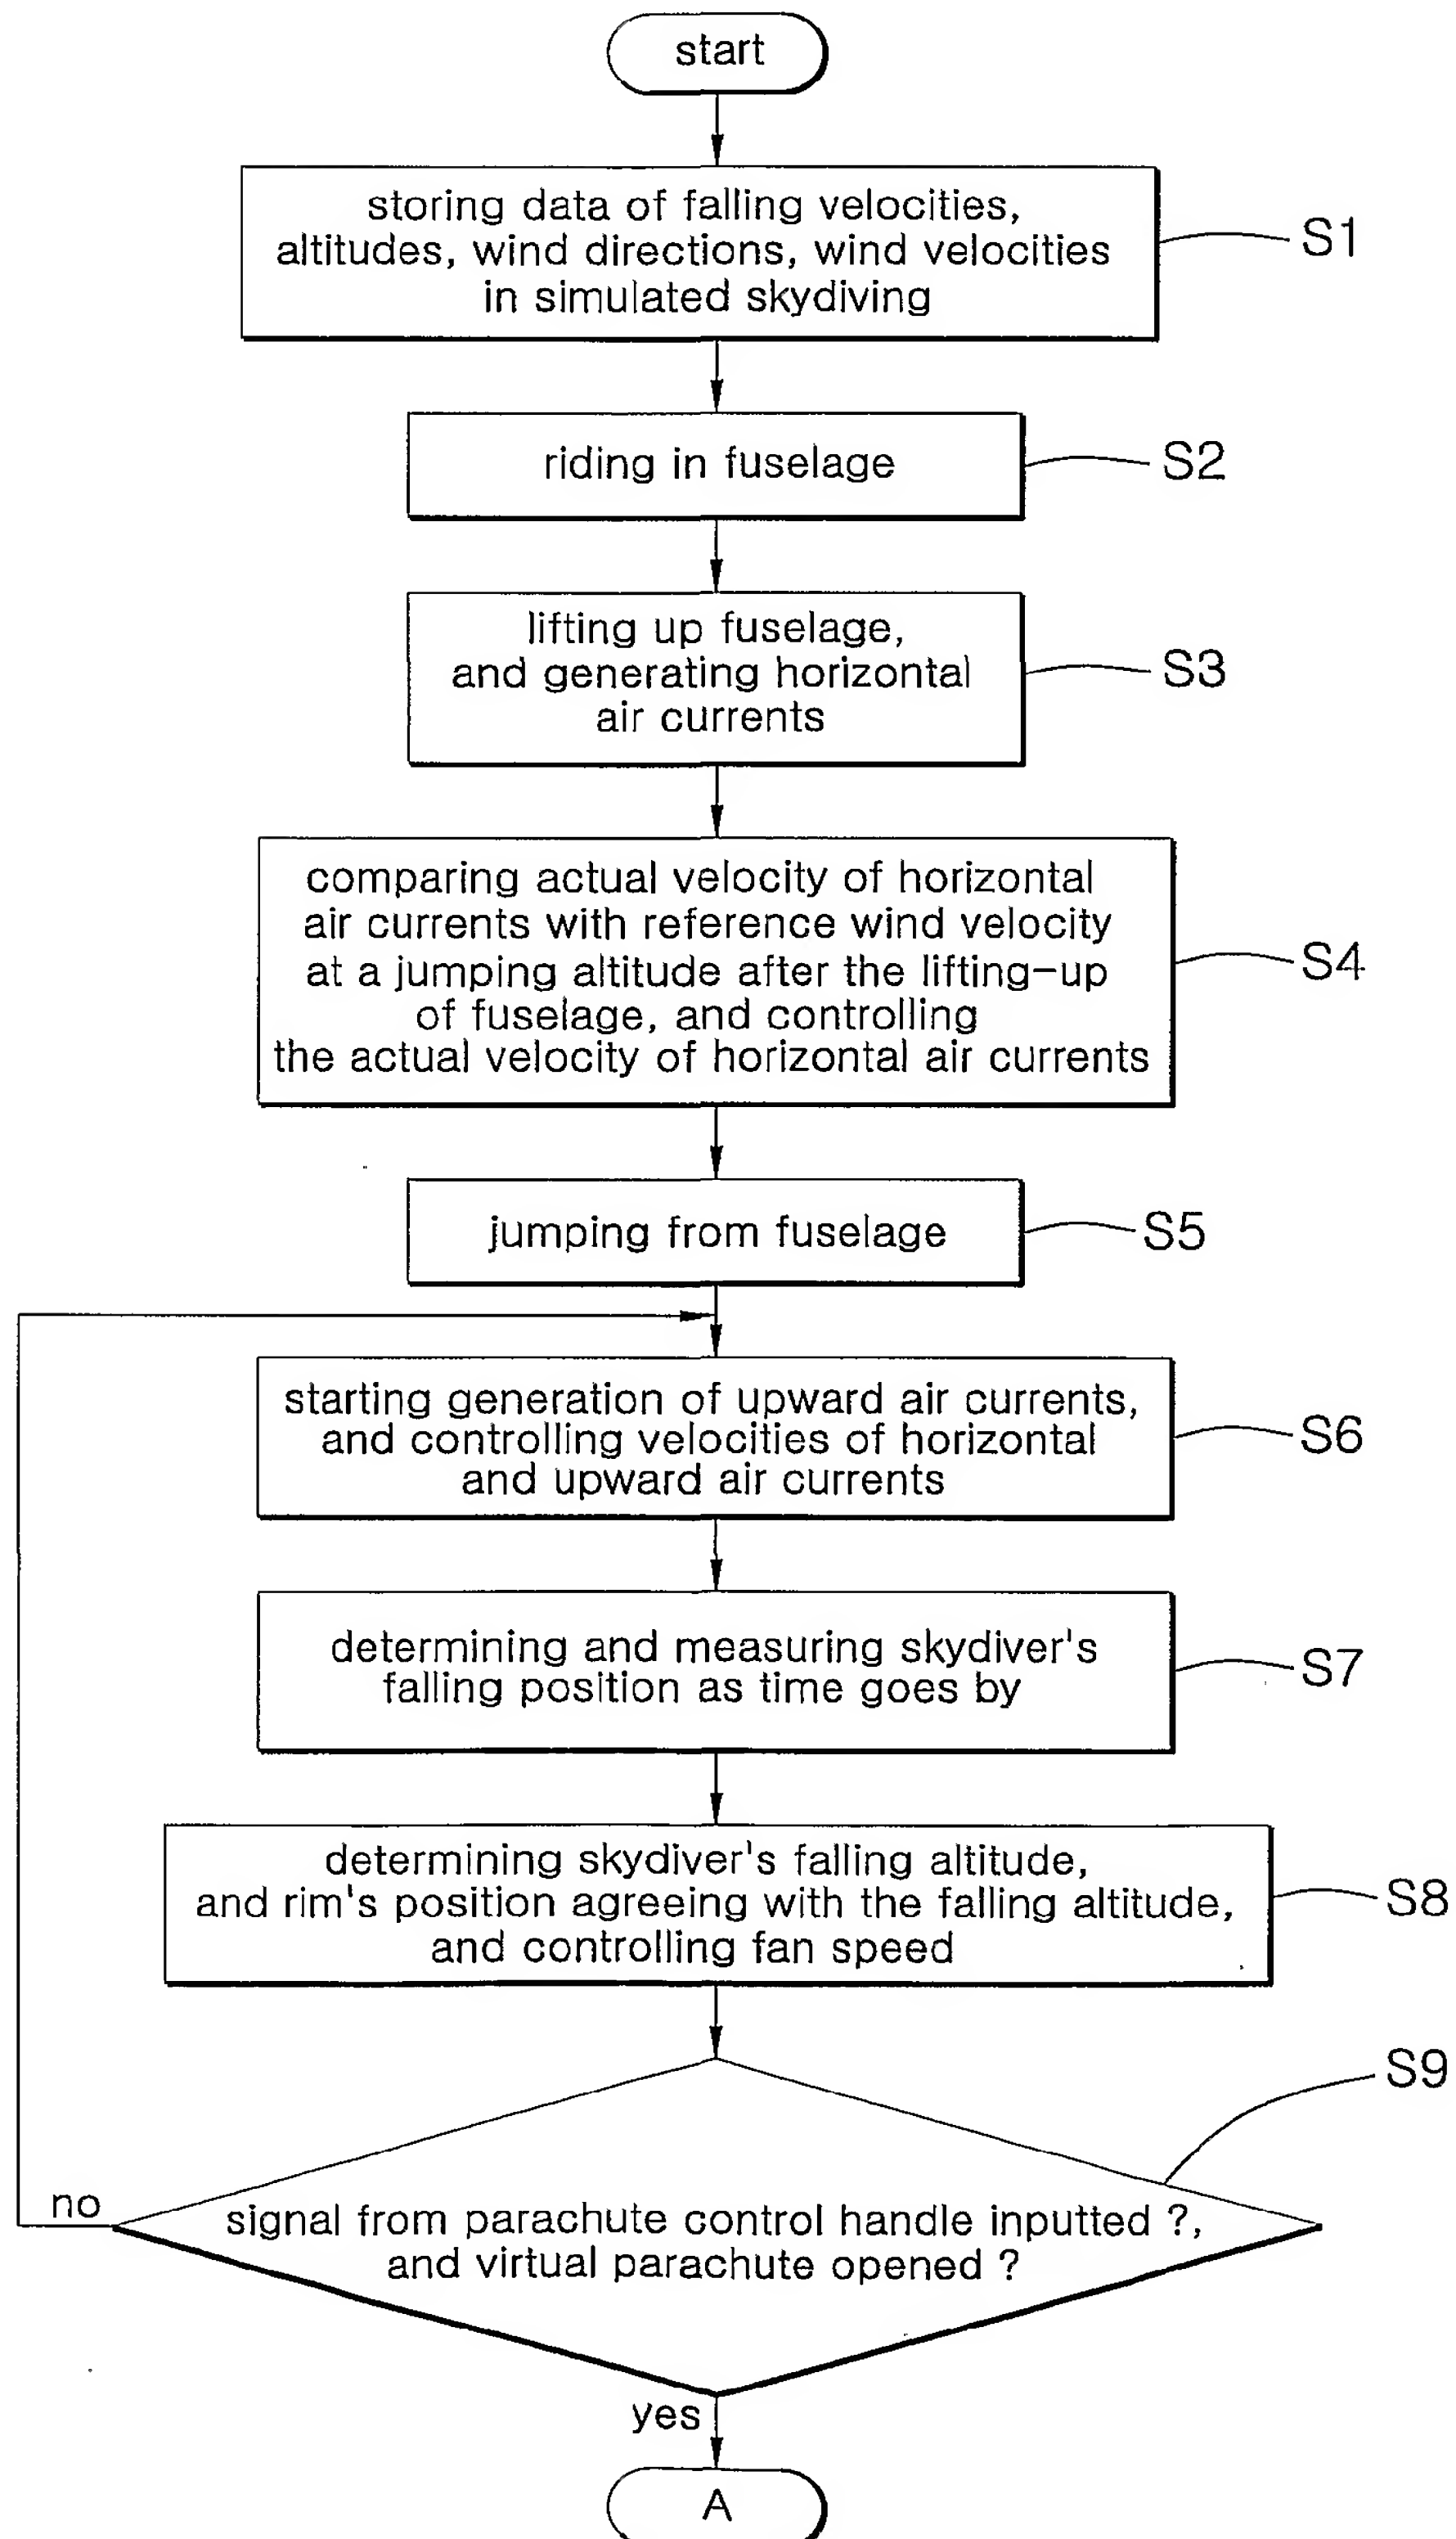 start
storing data of falling velocities,
altitudes, wind directions, wind velocities
in simulated skydiving
S1
riding in fuselage
S2
lifting up fuselage,
and generating horizontal
air currents
S3
comparing actual velocity of horizontal
air currents with reference wind velocity
at a jumping altitude after the lifting-up
of fuselage, and controlling
the actual velocity of horizontal air currents
S4
jumping from fuselage
S5
starting generation of upward air currents,
and controlling velocities of horizontal
and upward air currents
S6
determining and measuring skydiver's
falling position as time goes by
S7
determining skydiver's falling altitude,
and rim's position agreeing with the falling altitude,
and controlling fan speed
S8
S9
no
signal from parachute control handle inputted ?,
and virtual parachute opened ?
yes
A